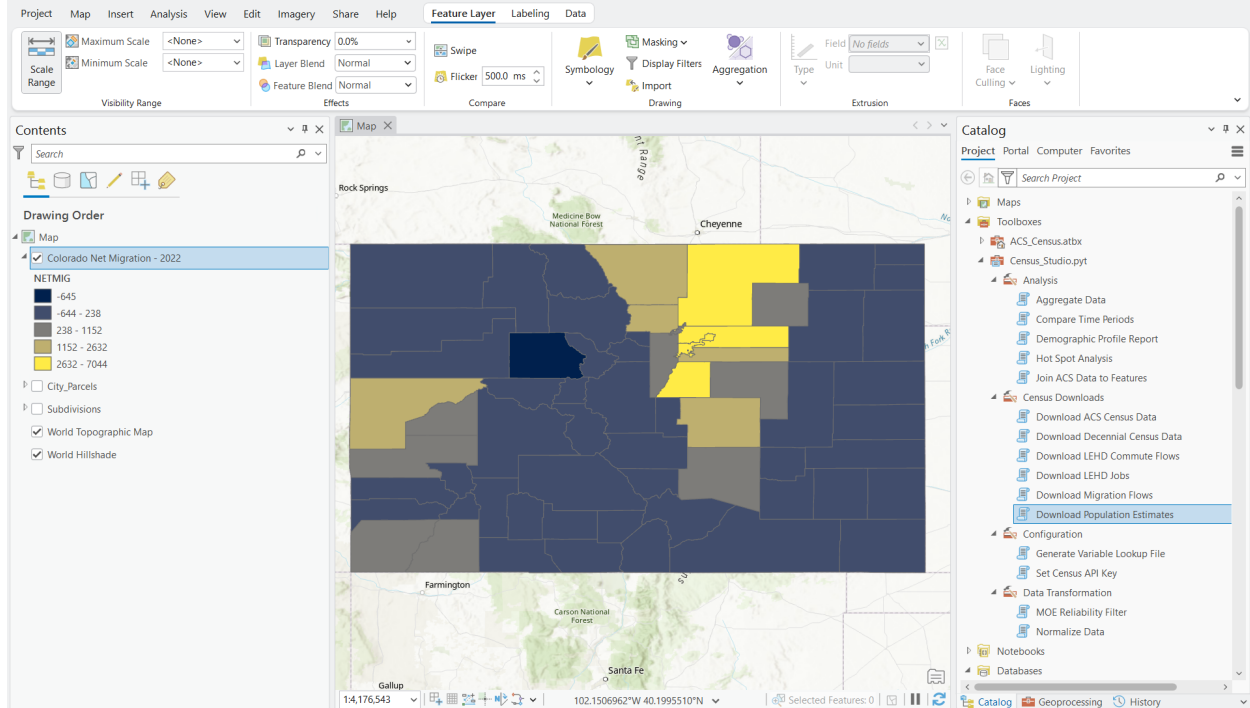 Project Map Insert Analysis View Edit Imagery Share Help Feature Layer Labeling Data
Maximum Scale <None>
Minimum Scale <None>
Scale Range
Visibility Range
Transparency 0.0%
Layer Blend Normal
Feature Blend Normal
Effects
Swipe
Flicker 500.0 ms
Compare
Symbology
Masking
Display Filters
Import
Aggregation
Drawing
Type
Field No fields
Unit
Extrusion
Face Culling
Lighting
Faces
Contents
Search
Drawing Order
Map
Colorado Net Migration - 2022
NETMIG
-645
-644 - 238
238 - 1152
1152 - 2632
2632 - 7044
City_Parcels
Subdivisions
World Topographic Map
World Hillshade
Map
nt Range
Rock Springs
Medicine Bow
National Forest
Cheyenne
No
Fork R
Farmington
Carson National
Forest
Santa Fe
Gallup
1:4,176,543
102.1506962°W 40.1995510°N
Selected Features: 0
Catalog
Project Portal Computer Favorites
Search Project
Maps
Toolboxes
ACS_Census.atbx
Census_Studio.pyt
Analysis
Aggregate Data
Compare Time Periods
Demographic Profile Report
Hot Spot Analysis
Join ACS Data to Features
Census Downloads
Download ACS Census Data
Download Decennial Census Data
Download LEHD Commute Flows
Download LEHD Jobs
Download Migration Flows
Download Population Estimates
Configuration
Generate Variable Lookup File
Set Census API Key
Data Transformation
MOE Reliability Filter
Normalize Data
Notebooks
Databases
Catalog Geoprocessing History